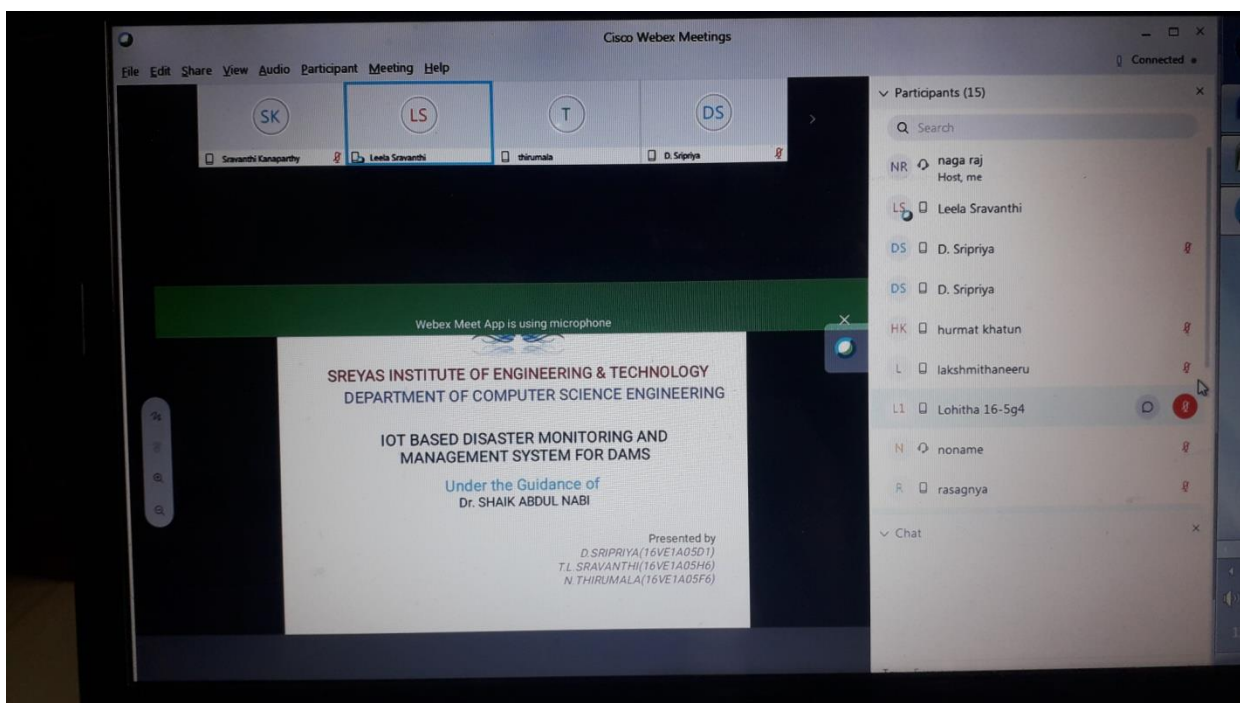 Cisco Webex Meetings
File Edit Share View Audio Participant Meeting Help
Connected
SK
LS
T
DS
Sravanthi Kanaparthy
Leela Sravanthi
thirumala
D. Sripriya
Webex Meet App is using microphone
SREYAS INSTITUTE OF ENGINEERING & TECHNOLOGY
DEPARTMENT OF COMPUTER SCIENCE ENGINEERING
IOT BASED DISASTER MONITORING AND
MANAGEMENT SYSTEM FOR DAMS
Under the Guidance of
Dr. SHAIK ABDUL NABI
Presented by
D.SRIPRIYA(16VE1A05D1)
T.L.SRAVANTHI(16VE1A05H6)
N.THIRUMALA(16VE1A05F6)
Participants (15)
Search
NR naga raj
Host, me
LS Leela Sravanthi
DS D. Sripriya
DS D. Sripriya
HK hurmat khatun
L lakshmithaneeru
L1 Lohitha 16-5g4
N noname
R rasagnya
Chat